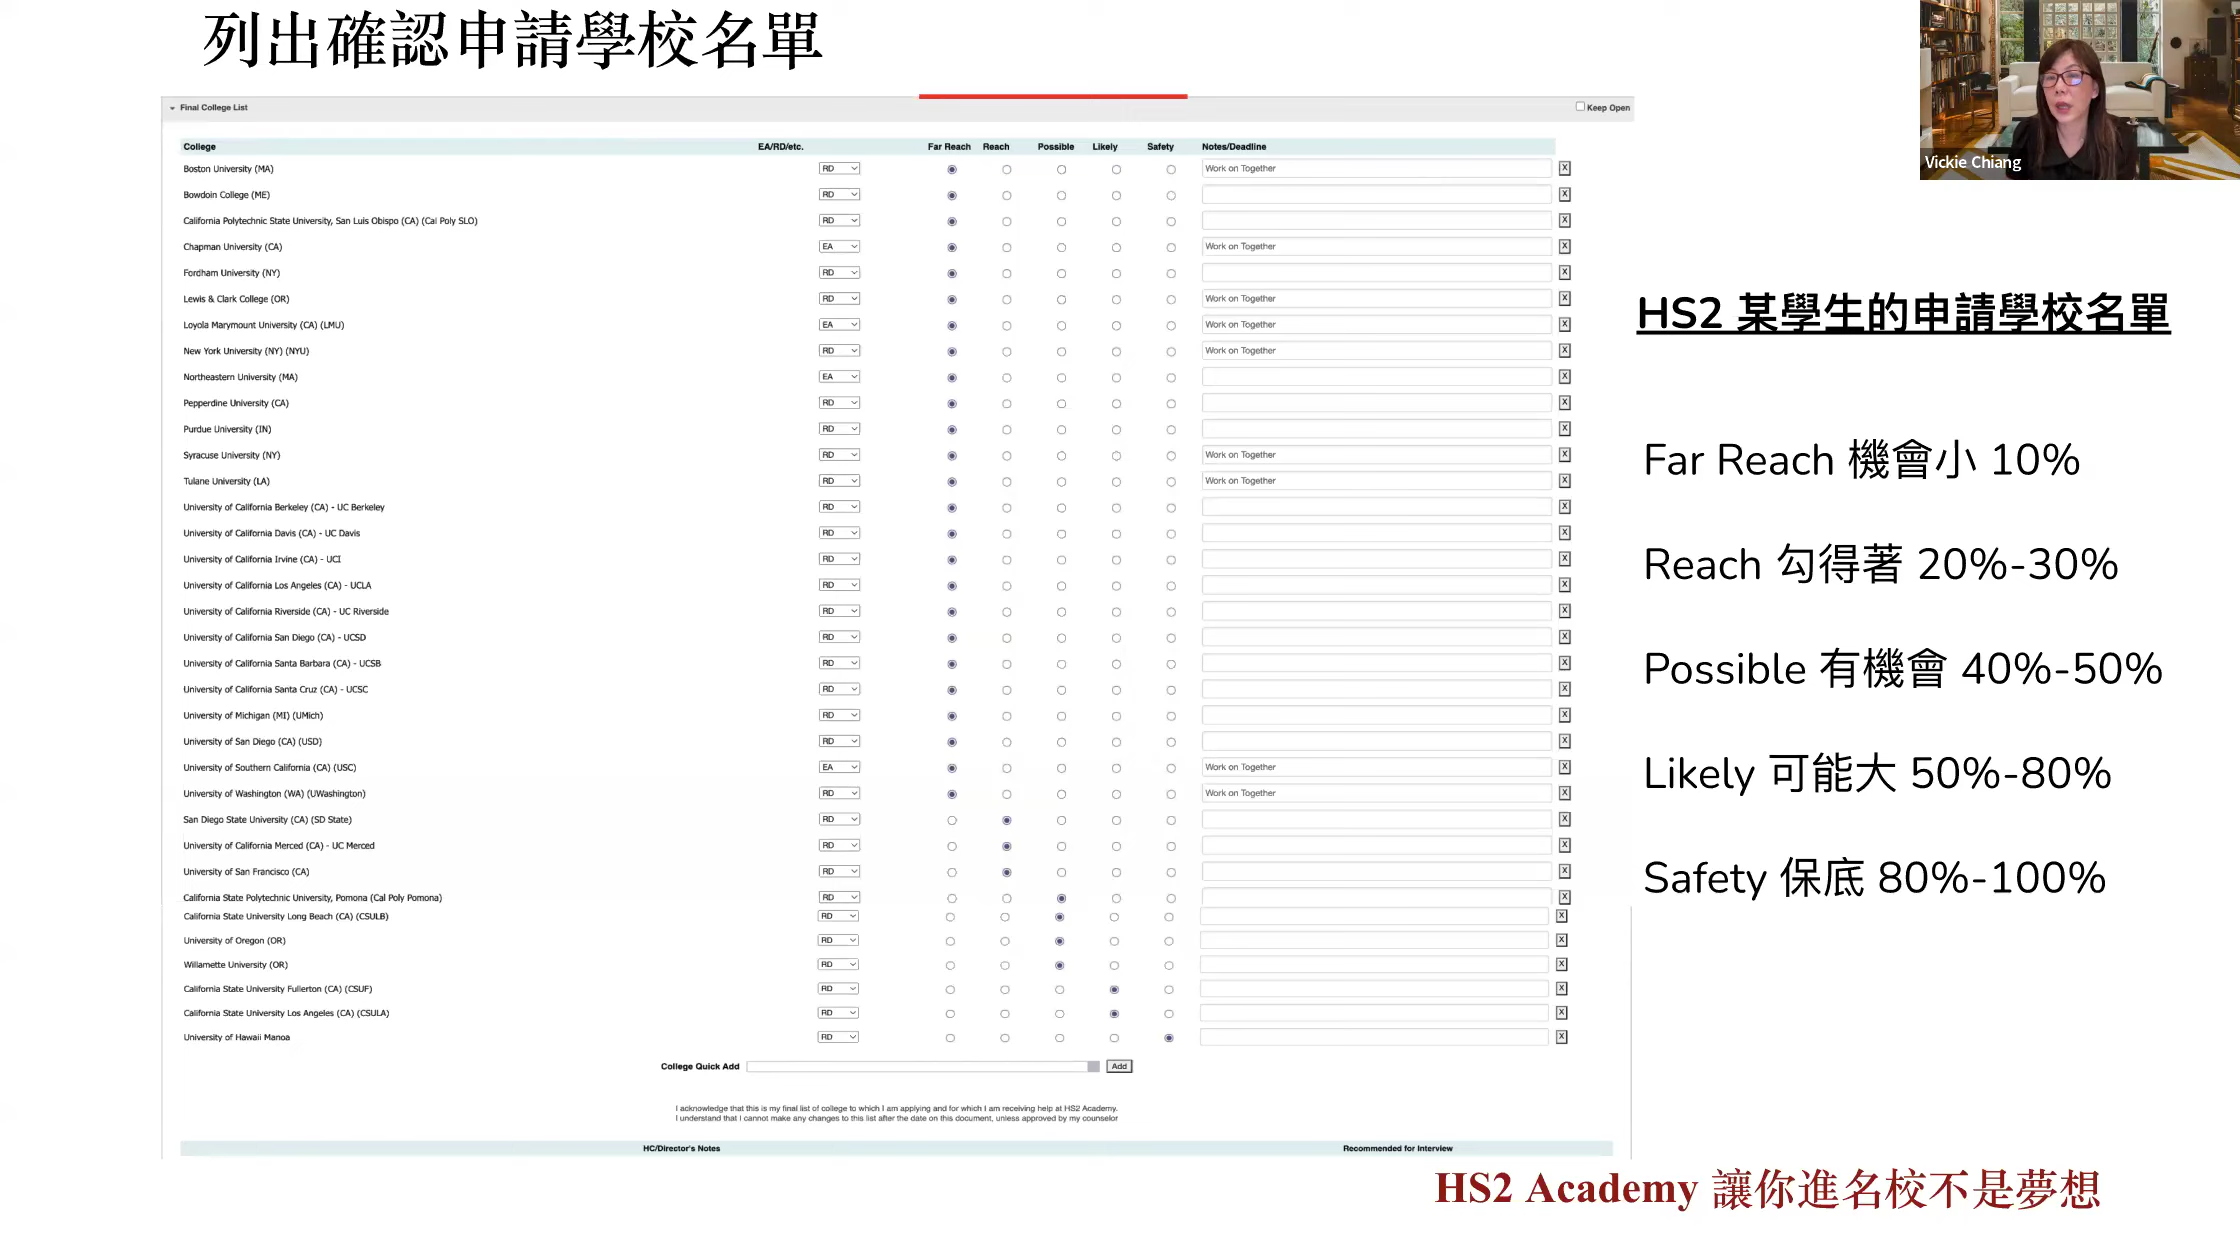 列出確認申請學校名單
Vickie Chiang
Final College List Keep Open
College EA/RD/etc. Far Reach Reach Possible Likely Safety Notes/Deadline
Boston University (MA) RD Work on Together X
Bowdoin College (ME) RD X
California Polytechnic State University, San Luis Obispo (CA) (Cal Poly SLO) RD X
Chapman University (CA) EA Work on Together X
Fordham University (NY) RD X
Lewis & Clark College (OR) RD Work on Together X
Loyola Marymount University (CA) (LMU) EA Work on Together X
New York University (NY) (NYU) RD Work on Together X
Northeastern University (MA) EA X
Pepperdine University (CA) RD X
Purdue University (IN) RD X
Syracuse University (NY) RD Work on Together X
Tulane University (LA) RD Work on Together X
University of California Berkeley (CA) - UC Berkeley RD X
University of California Davis (CA) - UC Davis RD X
University of California Irvine (CA) - UCI RD X
University of California Los Angeles (CA) - UCLA RD X
University of California Riverside (CA) - UC Riverside RD X
University of California San Diego (CA) - UCSD RD X
University of California Santa Barbara (CA) - UCSB RD X
University of California Santa Cruz (CA) - UCSC RD X
University of Michigan (MI) (UMich) RD X
University of San Diego (CA) (USD) RD X
University of Southern California (CA) (USC) EA Work on Together X
University of Washington (WA) (UWashington) RD Work on Together X
San Diego State University (CA) (SD State) RD X
University of California Merced (CA) - UC Merced RD X
University of San Francisco (CA) RD X
California State Polytechnic University, Pomona (Cal Poly Pomona) RD X
California State University Long Beach (CA) (CSULB) RD X
University of Oregon (OR) RD X
Willamette University (OR) RD X
California State University Fullerton (CA) (CSUF) RD X
California State University Los Angeles (CA) (CSULA) RD X
University of Hawaii Manoa RD X
College Quick Add Add
I acknowledge that this is my final list of college to which I am applying and for which I am receiving help at HS2 Academy.
I understand that I cannot make any changes to this list after the date on this document, unless approved by my counselor
HC/Director's Notes Recommended for Interview
HS2 某學生的申請學校名單
Far Reach 機會小 10%
Reach 勾得著 20%-30%
Possible 有機會 40%-50%
Likely 可能大 50%-80%
Safety 保底 80%-100%
HS2 Academy 讓你進名校不是夢想